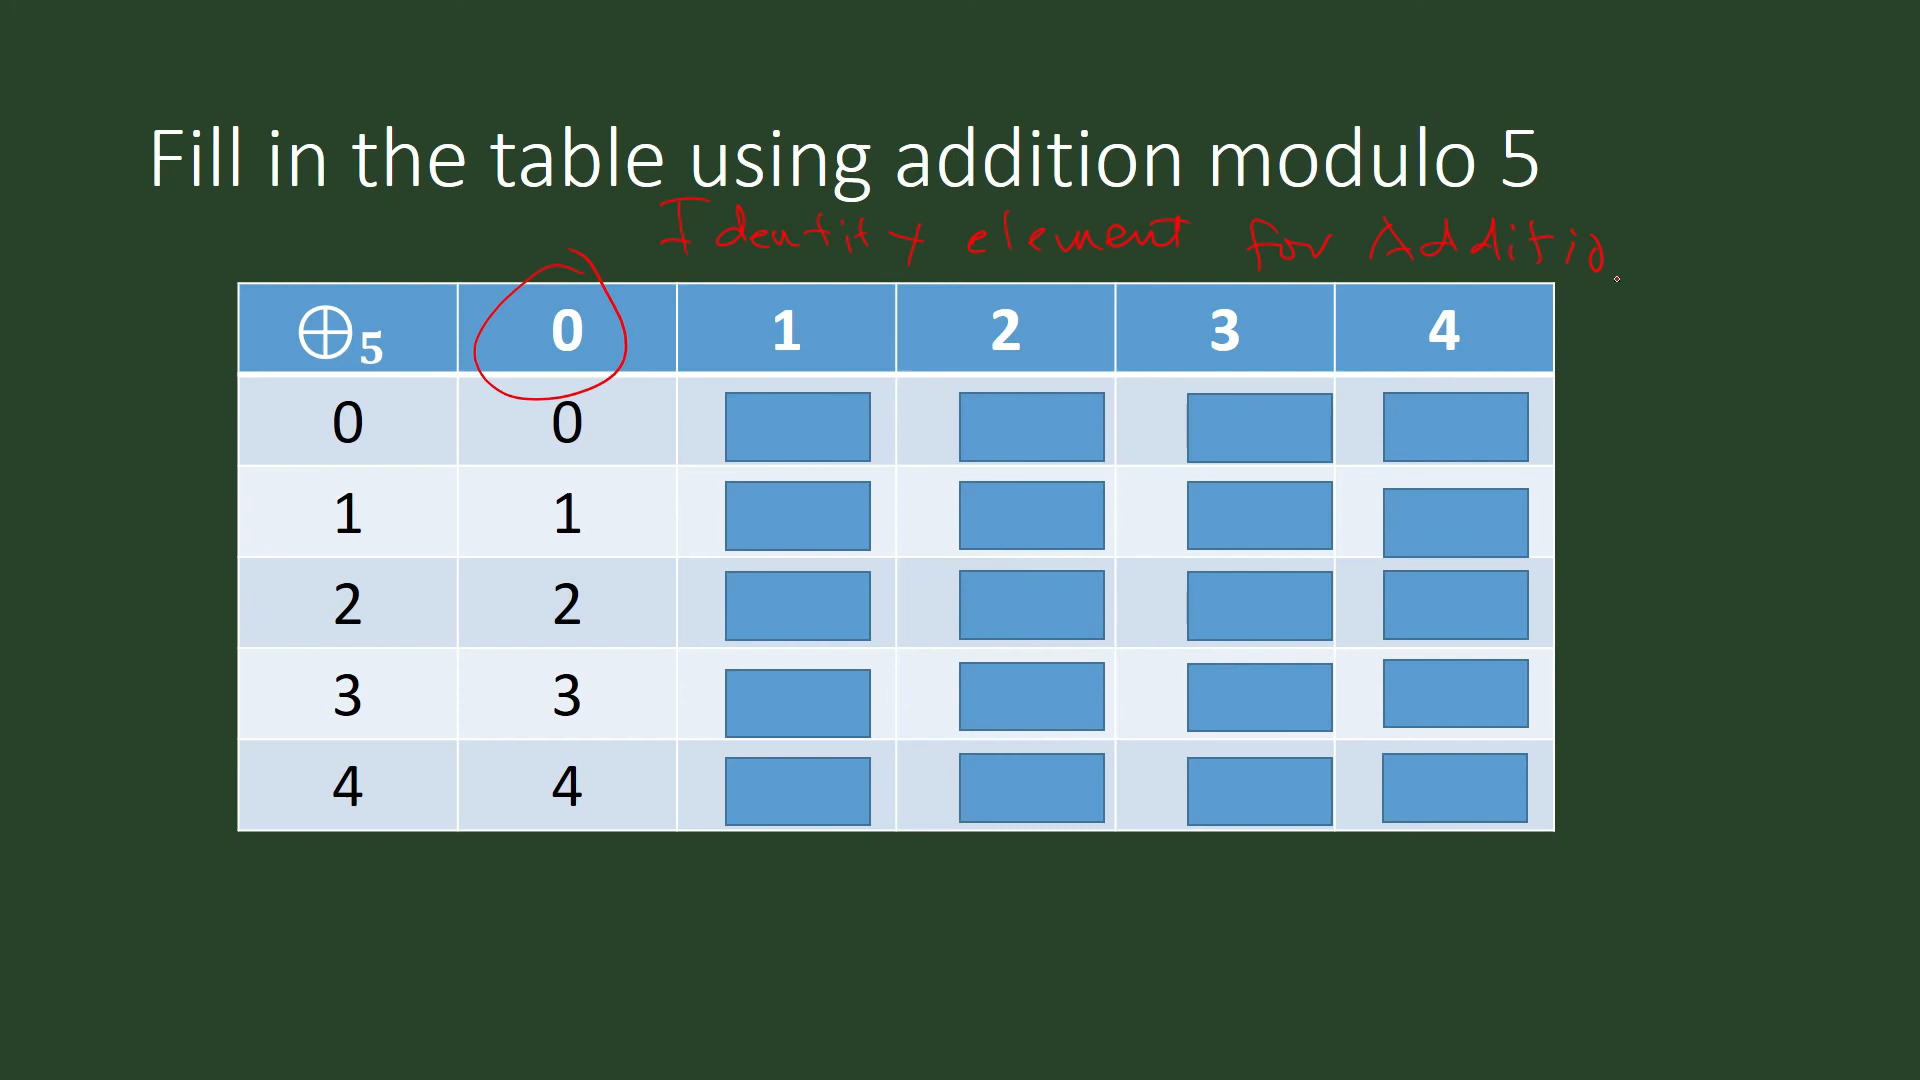 Fill in the table using addition modulo 5
Identity element for Additio
⊕₅ 0 1 2 3 4
0 0
1 1
2 2
3 3
4 4